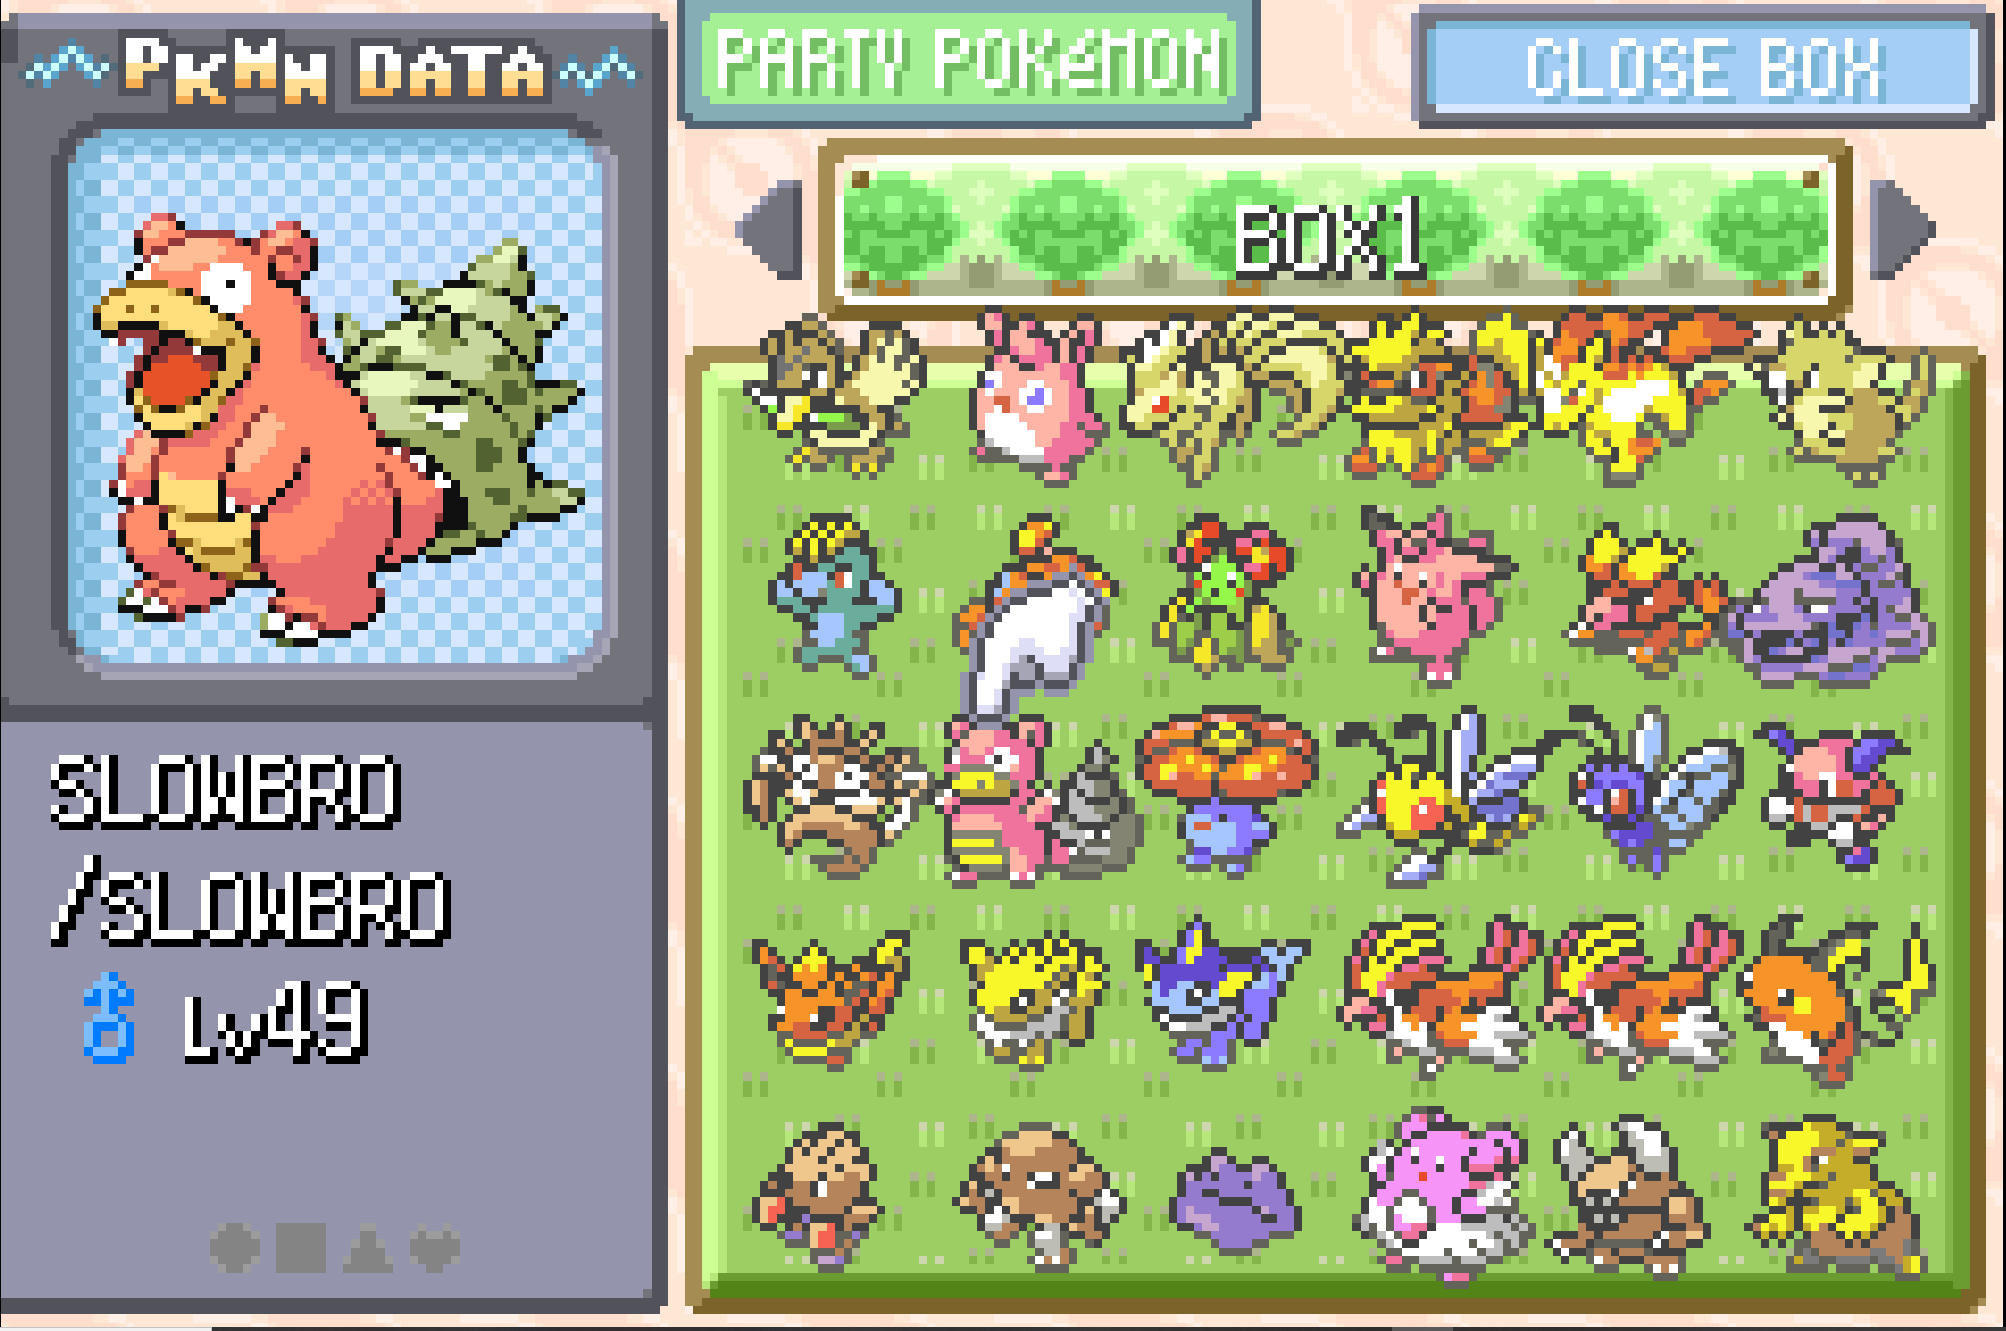 PKMN DATA
PARTY POKéMON
CLOSE BOX
BOX1
SLOWBRO
/SLOWBRO
♂ Lv49